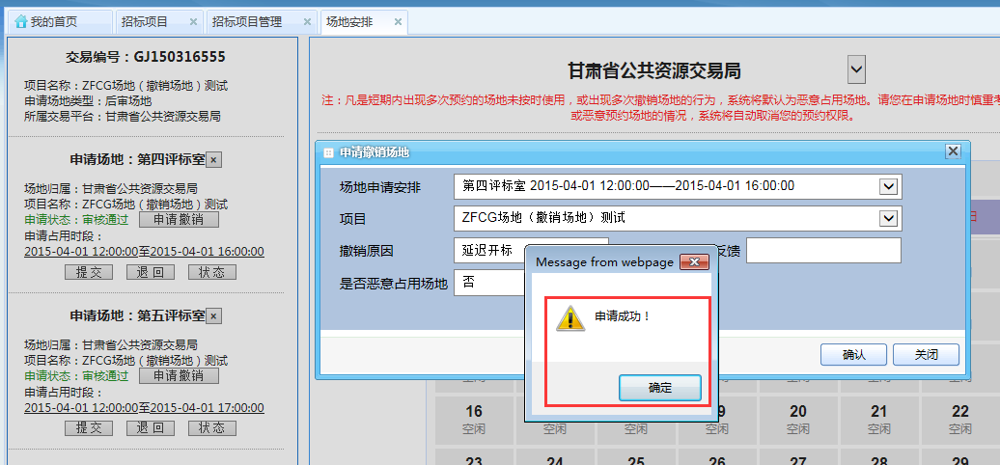 我的首页 招标项目 招标项目管理 场地安排
交易编号：GJ150316555
项目名称：ZFCG场地（撤销场地）测试
申请场地类型：后审场地
所属交易平台：甘肃省公共资源交易局
申请场地：第四评标室
场地归属：甘肃省公共资源交易局
项目名称：ZFCG场地（撤销场地）测试
申请状态：审核通过 申请撤销
申请占用时段：
2015-04-01 12:00:00至2015-04-01 16:00:00
提交 退回 状态
申请场地：第五评标室
场地归属：甘肃省公共资源交易局
项目名称：ZFCG场地（撤销场地）测试
申请状态：审核通过 申请撤销
申请占用时段：
2015-04-01 12:00:00至2015-04-01 17:00:00
提交 退回 状态
甘肃省公共资源交易局
注：凡是短期内出现多次预约的场地未按时使用，或出现多次撤销场地的行为，系统将默认为恶意占用场地。请您在申请场地时慎重
或恶意预约场地的情况，系统将自动取消您的预约权限。
申请撤销场地
场地申请安排 第四评标室 2015-04-01 12:00:00——2015-04-01 16:00:00
项目 ZFCG场地（撤销场地）测试
撤销原因 延迟开标 反馈
是否恶意占用场地 否
Message from webpage
申请成功！
确定
确认 关闭
日
16 9 20 21 22
空闲 空闲 空闲 空闲 空闲 空闲 空闲
23 24 25 26 27 28 29